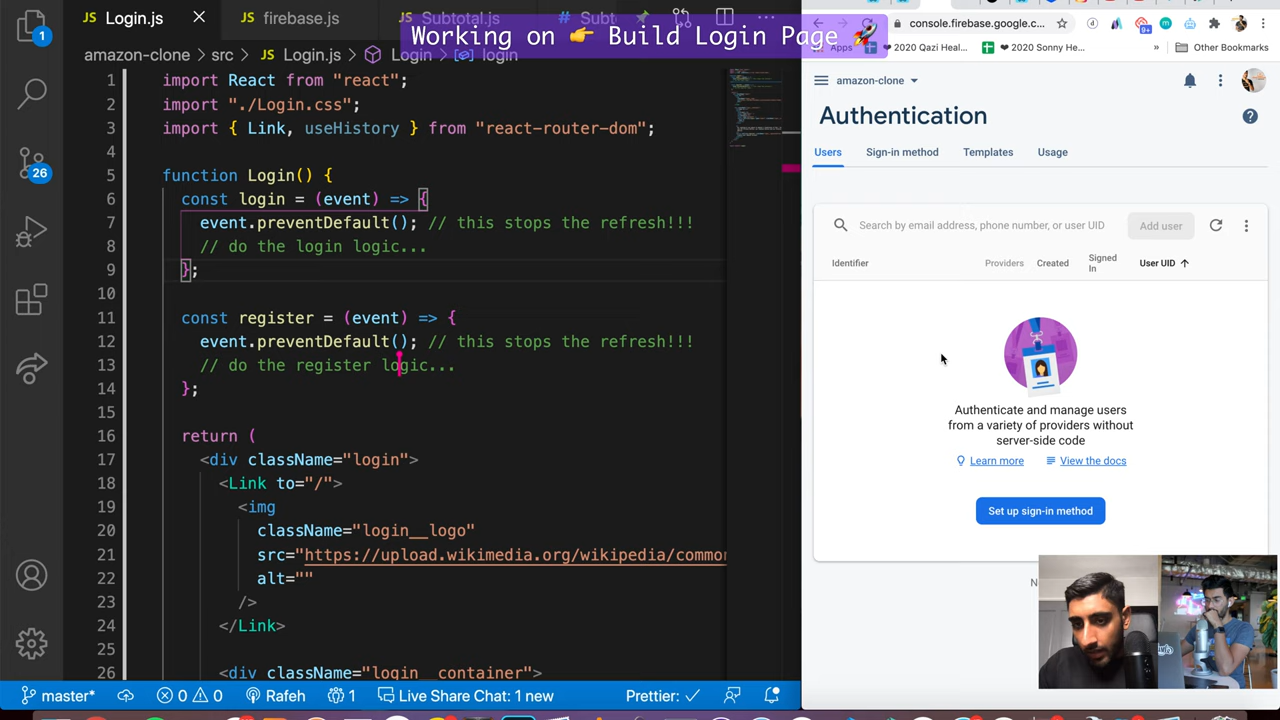 Login.js
firebase.js
Subtotal.js
# Subt
Working on 👉 Build Login Page 🚀
amazon-clone > src > JS Login.js > Login > login
1 import React from "react";
2 import "./Login.css";
3 import { Link, useHistory } from "react-router-dom";
4
5 function Login() {
6 const login = (event) => {
7 event.preventDefault(); // this stops the refresh!!!
8 // do the login logic...
9 };
10
11 const register = (event) => {
12 event.preventDefault(); // this stops the refresh!!!
13 // do the register logic...
14 };
15
16 return (
17 <div className="login">
18 <Link to="/">
19 <img
20 className="login__logo"
21 src="https://upload.wikimedia.org/wikipedia/commo
22 alt=""
23 />
24 </Link>
25
26 <div className="login__container">
1
26
master*
0
0
Rafeh
1
Live Share Chat: 1 new
Prettier: ✓
console.firebase.google.c...
9+
Apps
❤ 2020 Qazi Heal...
❤ 2020 Sonny He...
»
Other Bookmarks
amazon-clone
Authentication
Users
Sign-in method
Templates
Usage
Search by email address, phone number, or user UID
Add user
Identifier
Providers
Created
Signed In
User UID ↑
Authenticate and manage users
from a variety of providers without
server-side code
Learn more
View the docs
Set up sign-in method